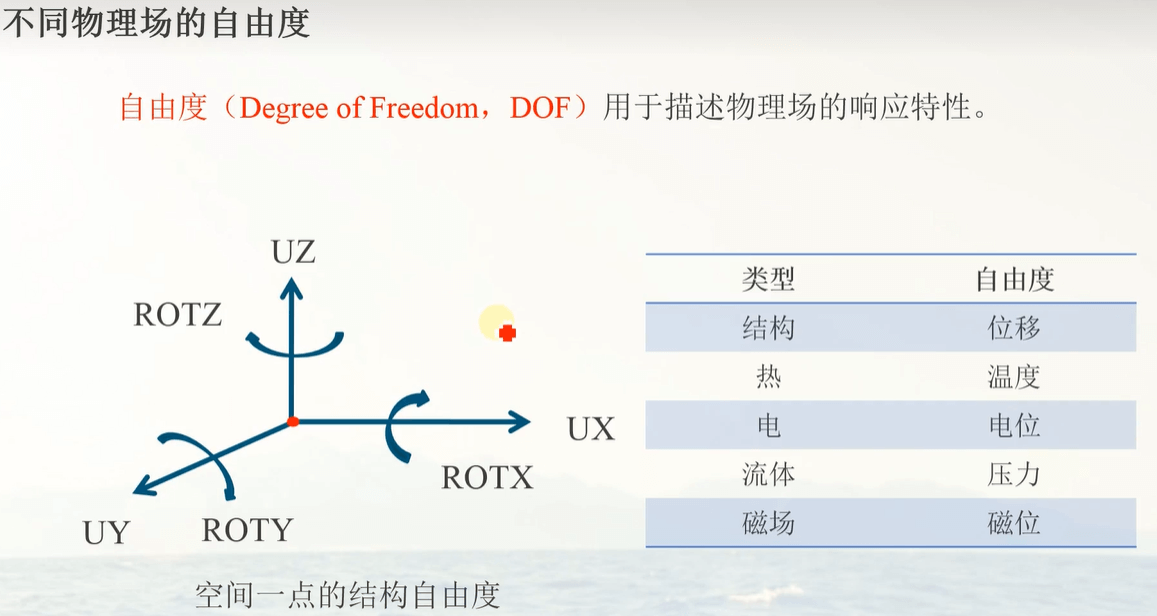 不同物理场的自由度
自由度（Degree of Freedom，DOF）用于描述物理场的响应特性。
UZ
ROTZ
UX
ROTX
UY
ROTY
空间一点的结构自由度
类型 自由度
结构 位移
热 温度
电 电位
流体 压力
磁场 磁位